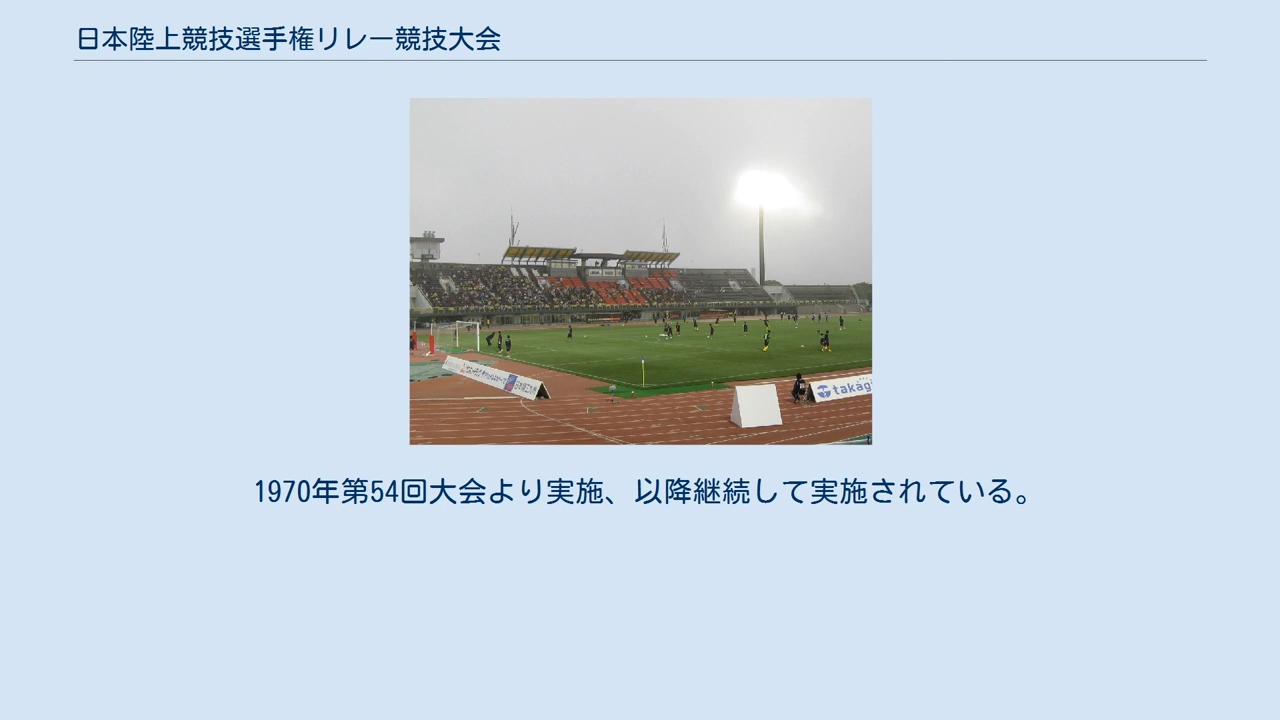 日本陸上競技選手権リレー競技大会
takagi
1970年第54回大会より実施、以降継続して実施されている。